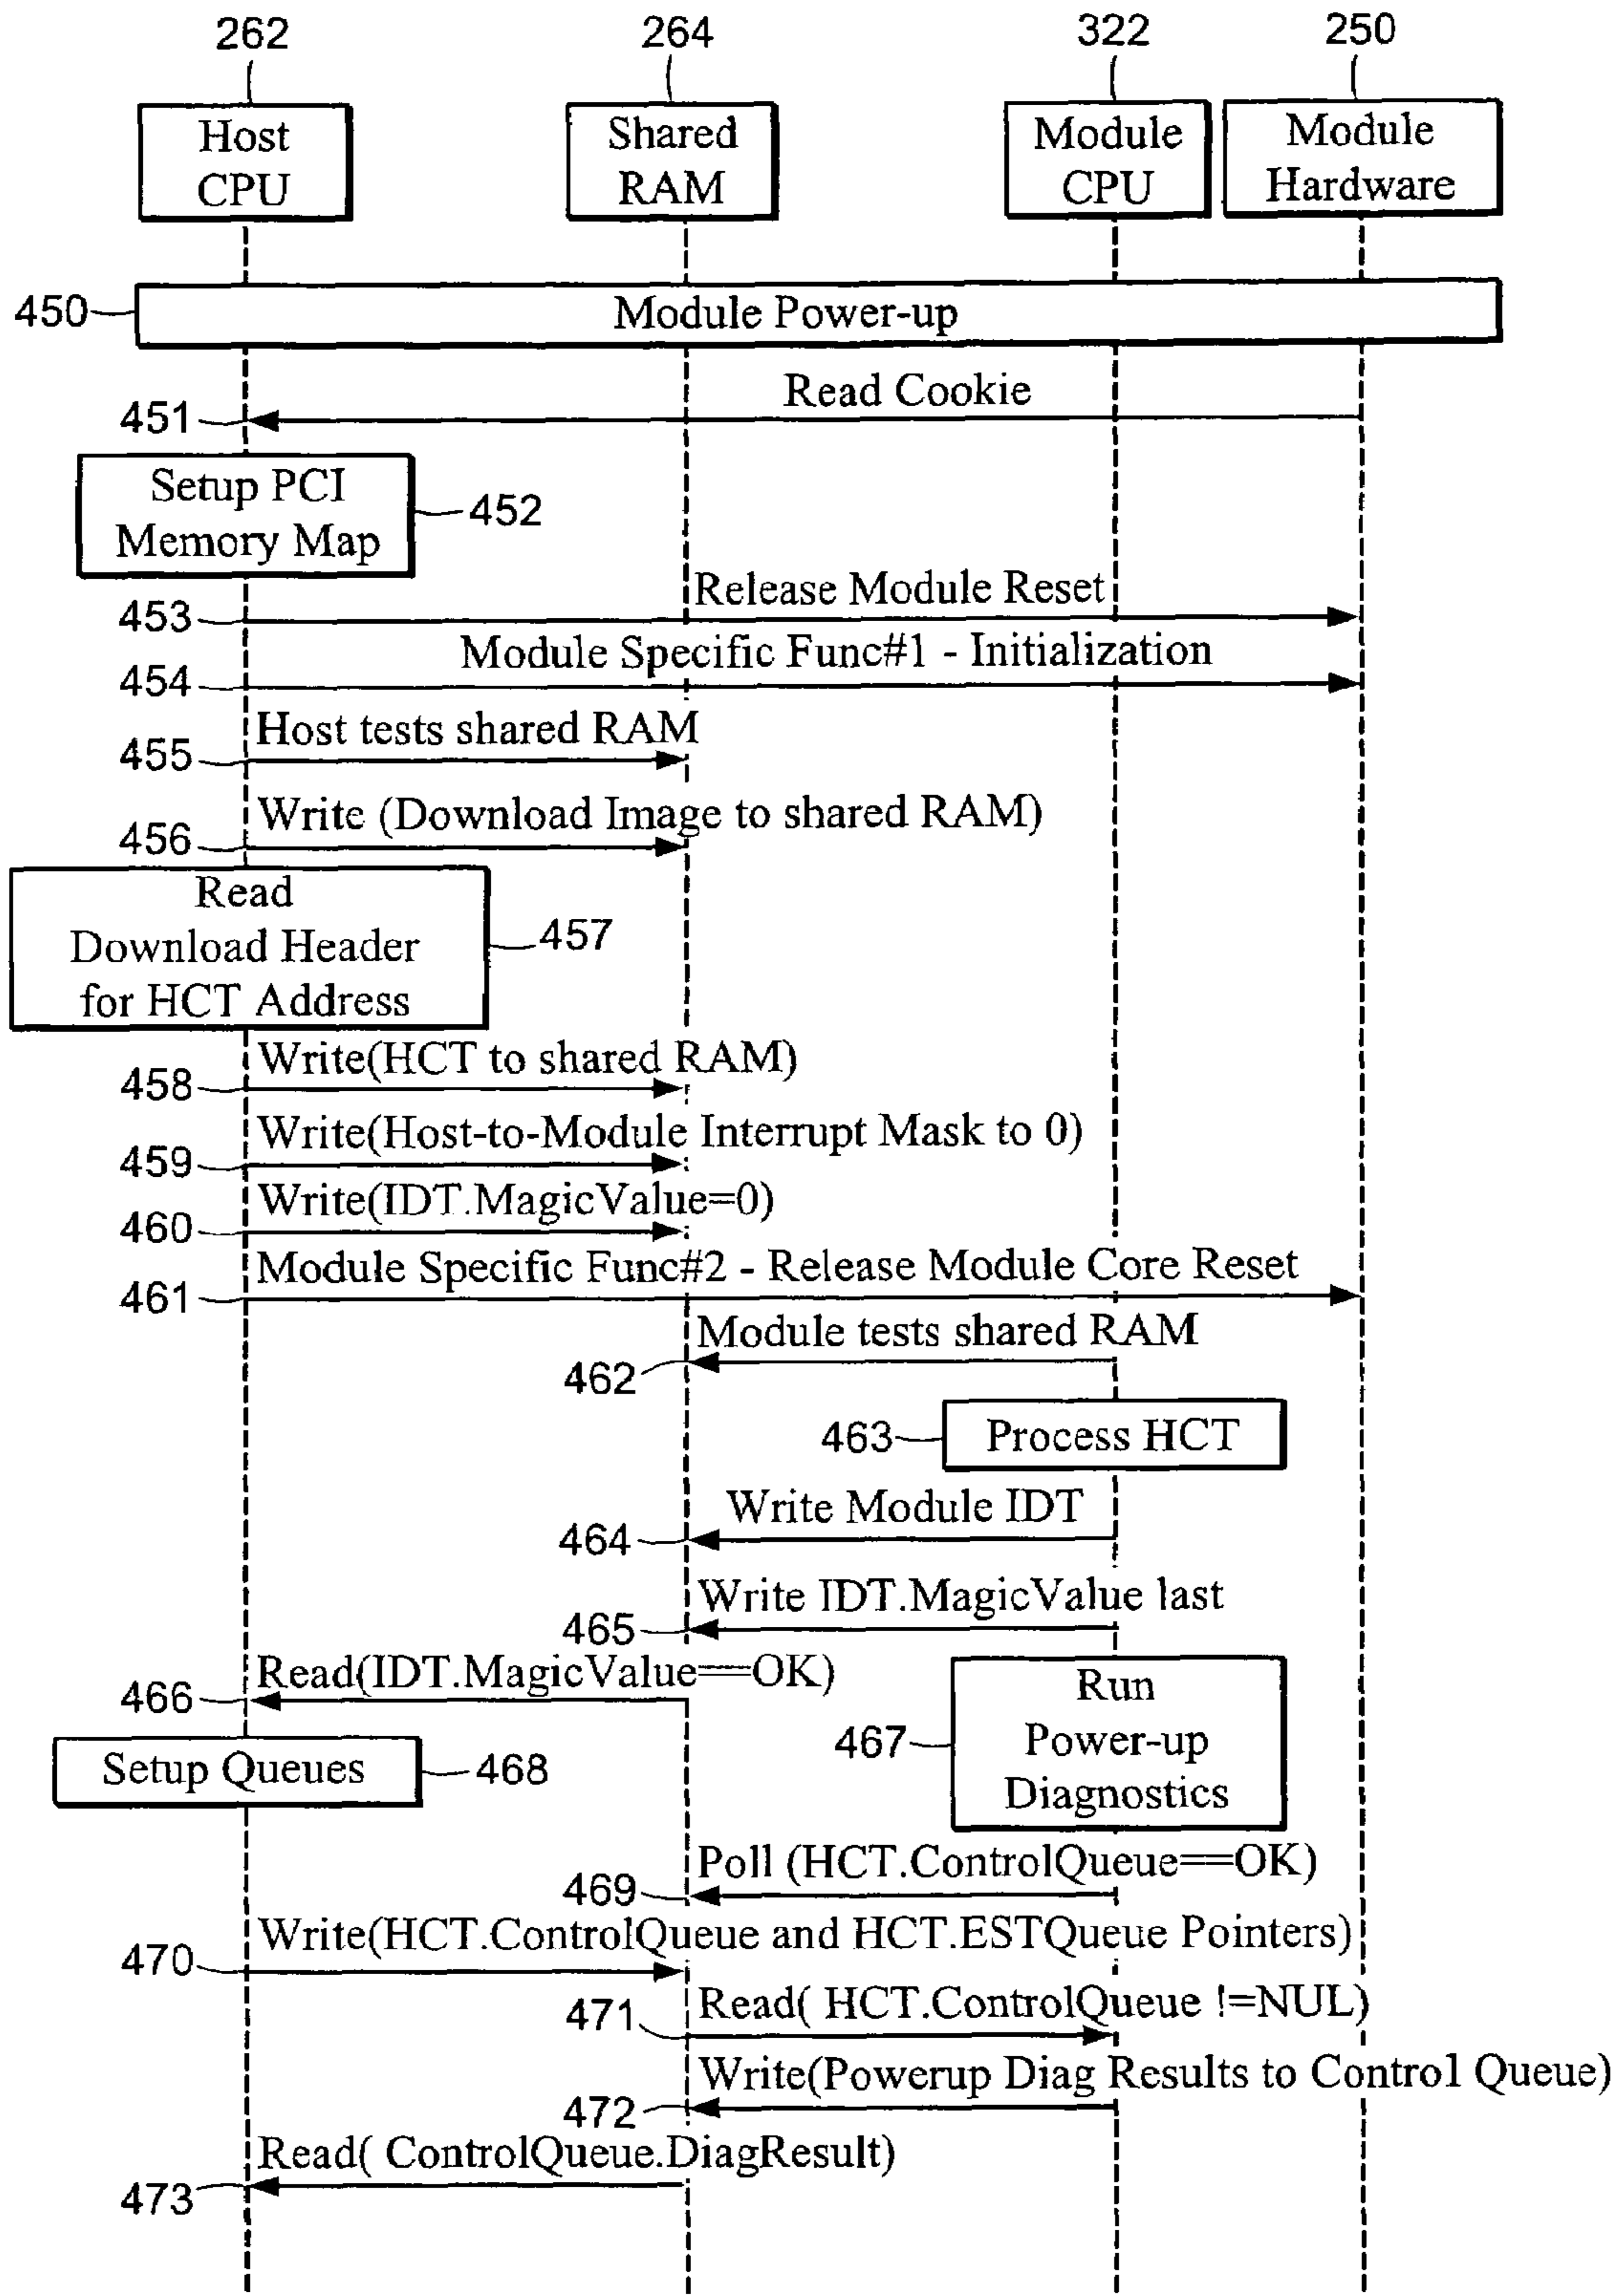 262
264
322
250
Host
CPU
Shared
RAM
Module
CPU
Module
Hardware
450
Module Power-up
Read Cookie
451
Setup PCI
Memory Map
452
Release Module Reset
453
Module Specific Func#1 - Initialization
454
Host tests shared RAM
455
Write (Download Image to shared RAM)
456
Read
Download Header
for HCT Address
457
Write(HCT to shared RAM)
458
Write(Host-to-Module Interrupt Mask to 0)
459
Write(IDT.MagicValue=0)
460
Module Specific Func#2 - Release Module Core Reset
461
Module tests shared RAM
462
463
Process HCT
Write Module IDT
464
Write IDT.MagicValue last
465
Read(IDT.MagicValue==OK)
466
467
Run
Power-up
Diagnostics
Setup Queues
468
Poll (HCT.ControlQueue==OK)
469
Write(HCT.ControlQueue and HCT.ESTQueue Pointers)
470
Read( HCT.ControlQueue !=NUL)
471
Write(Powerup Diag Results to Control Queue)
472
Read( ControlQueue.DiagResult)
473